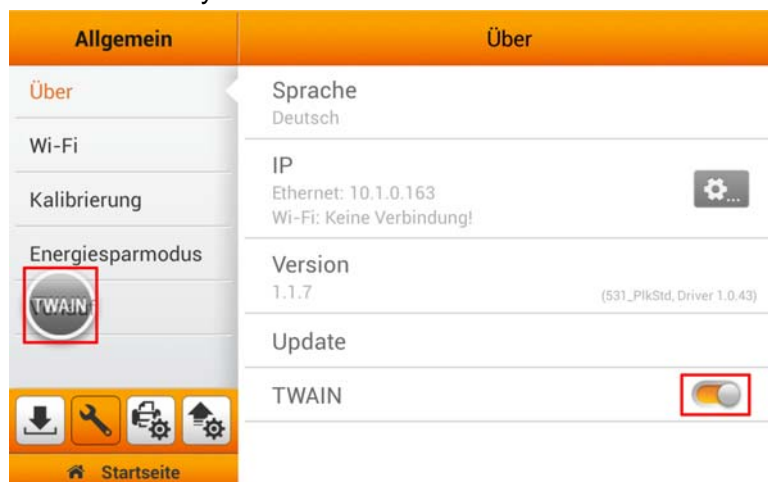 Allgemein
Über
Über
Wi-Fi
Kalibrierung
Energiesparmodus
TWAIN
Startseite
Sprache
Deutsch
IP
Ethernet: 10.1.0.163
Wi-Fi: Keine Verbindung!
...
Version
1.1.7
(531_PlkStd, Driver 1.0.43)
Update
TWAIN